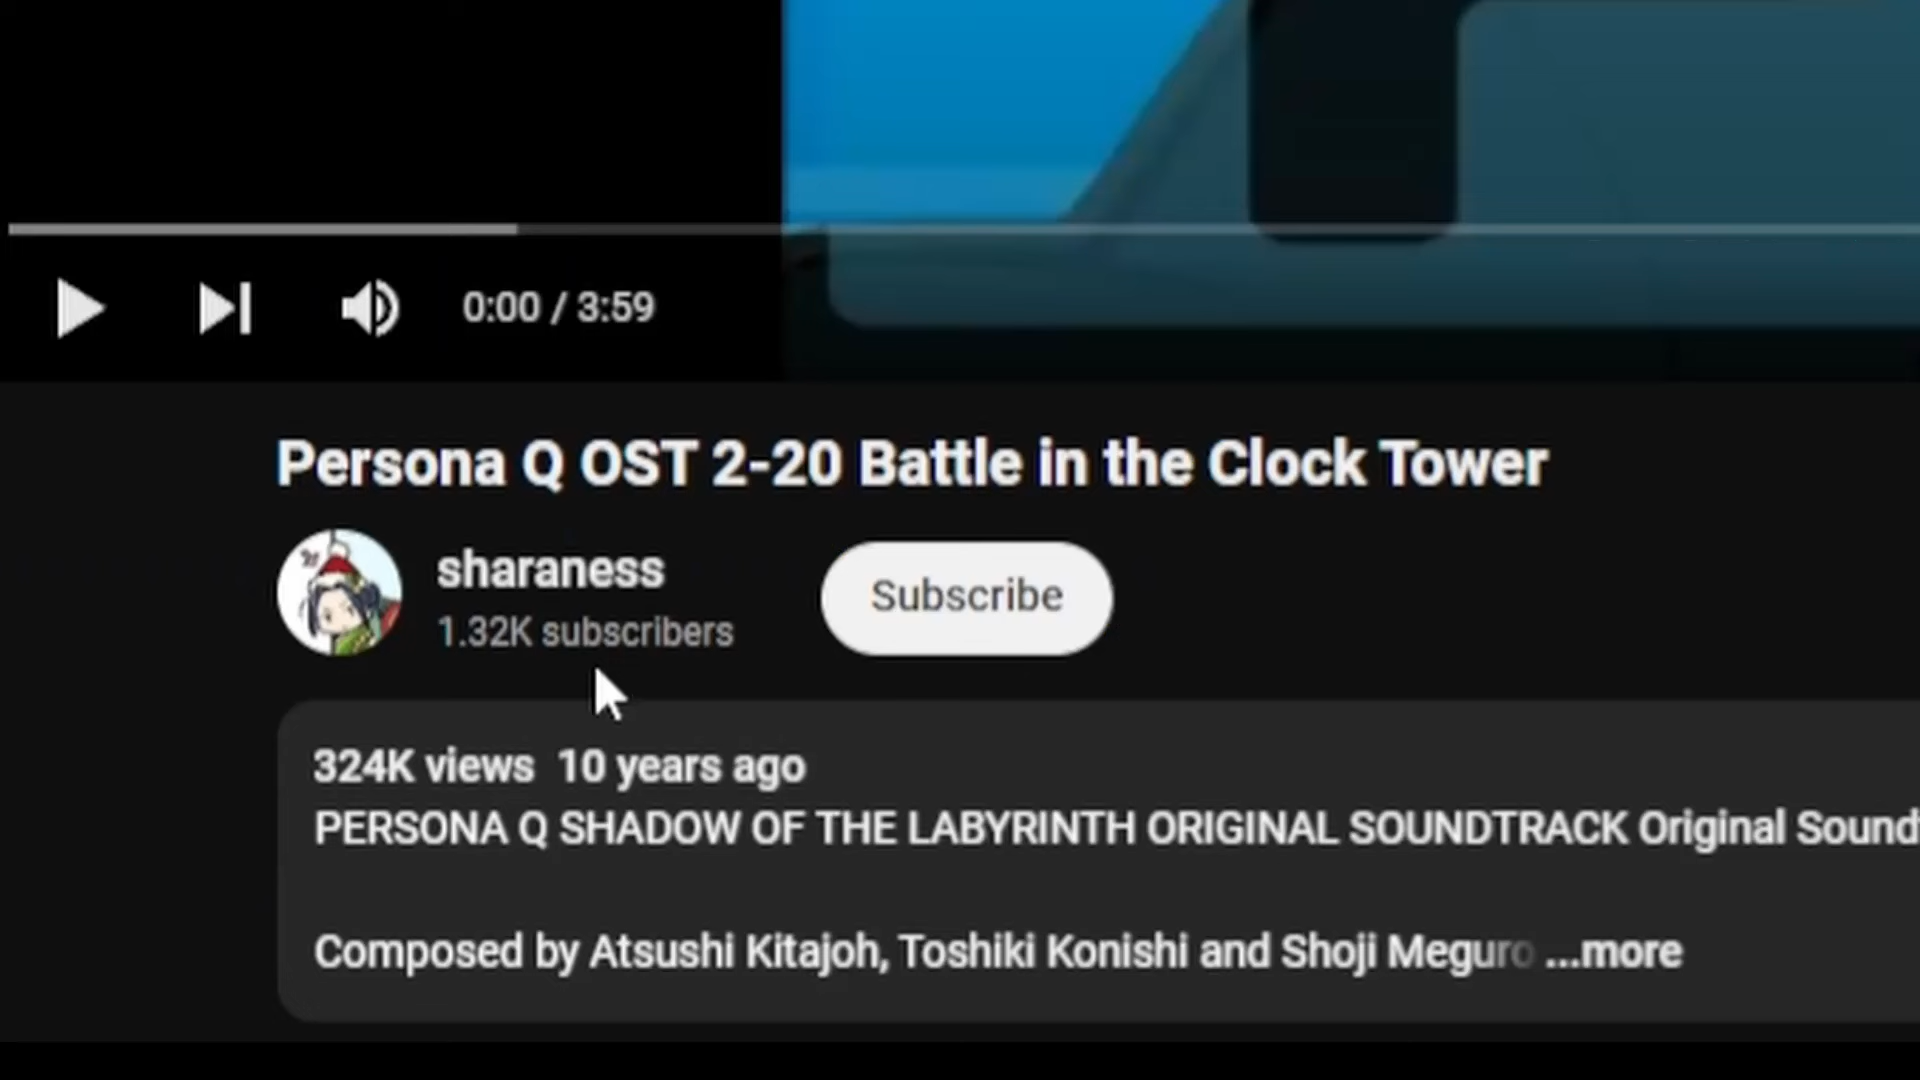 0:00 / 3:59
Persona Q OST 2-20 Battle in the Clock Tower
sharaness
1.32K subscribers
Subscribe
324K views 10 years ago
PERSONA Q SHADOW OF THE LABYRINTH ORIGINAL SOUNDTRACK Original Sound
Composed by Atsushi Kitajoh, Toshiki Konishi and Shoji Meguro ...more